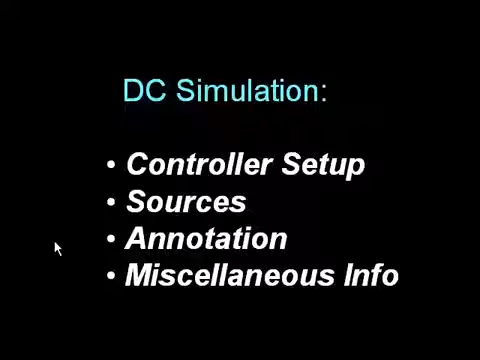 DC Simulation:
• Controller Setup
• Sources
• Annotation
• Miscellaneous Info